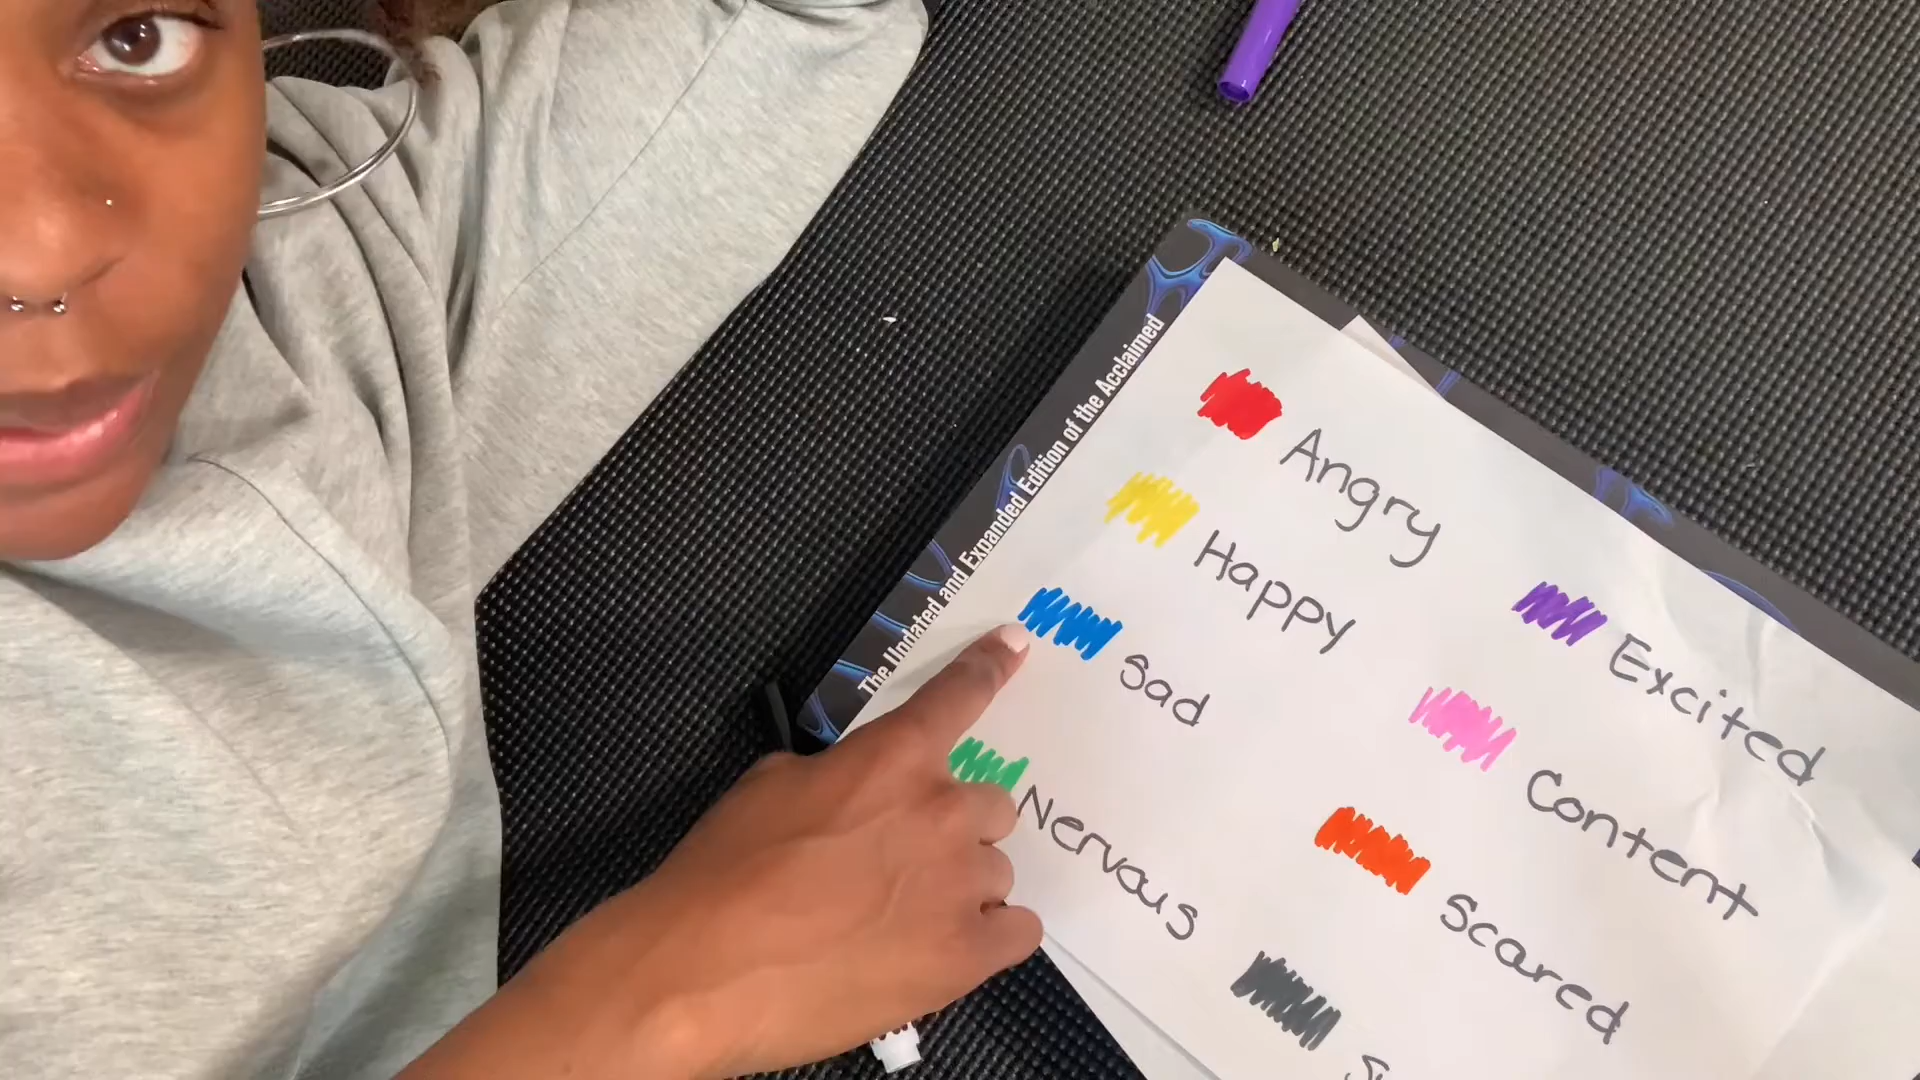 The Updated and Expanded Edition of the Acclaimed
Angry
Happy
Sad
Nervous
Excited
Content
Scared